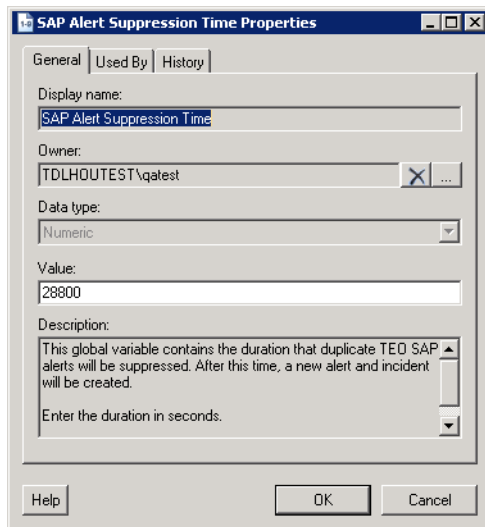 SAP Alert Suppression Time Properties
General Used By History
Display name:
SAP Alert Suppression Time
Owner:
TDLHOUTEST\qatest
...
Data type:
Numeric
Value:
28800
Description:
This global variable contains the duration that duplicate TEO SAP
alerts will be suppressed. After this time, a new alert and incident
will be created.
Enter the duration in seconds.
Help OK Cancel